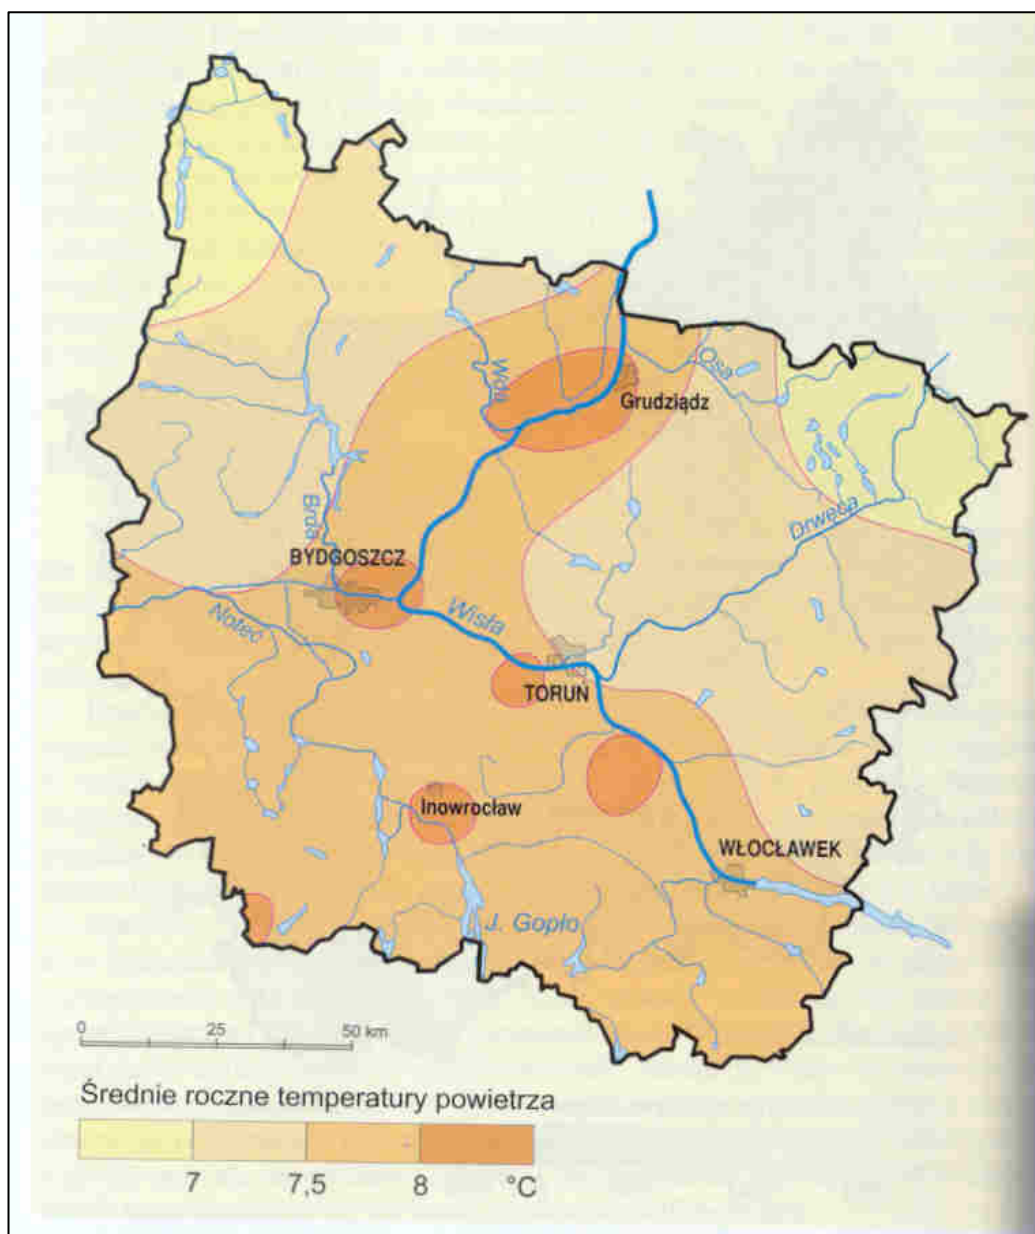 Wda
Osa
Grudziądz
Drwęca
Brda
BYDGOSZCZ
Wisła
Noteć
TORUŃ
Inowrocław
WŁOCŁAWEK
J. Gopło
0 25 50 km
Średnie roczne temperatury powietrza
7 7,5 8 °C